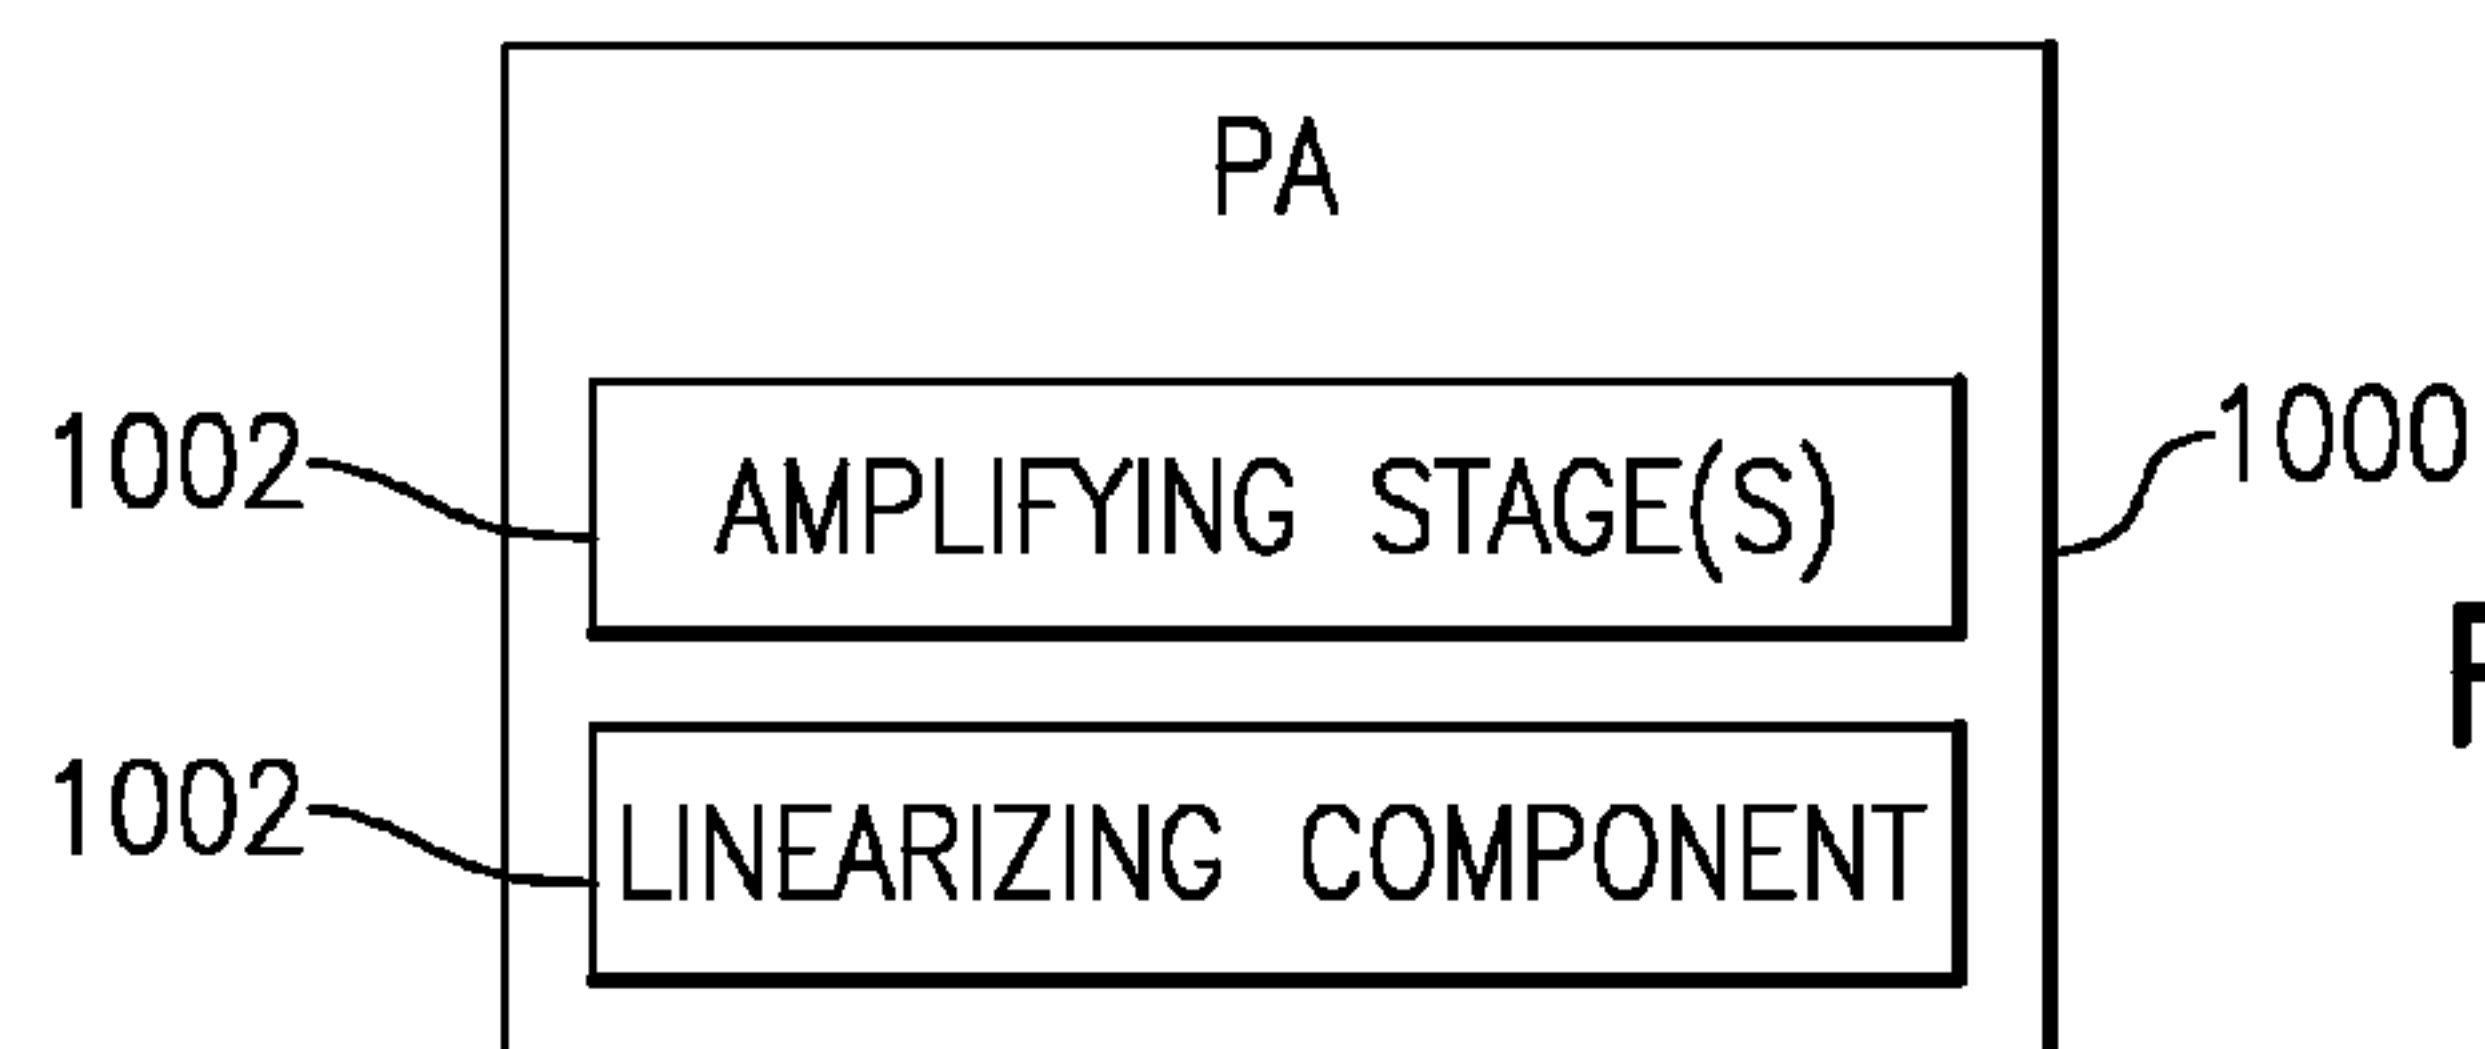 PA
1002 AMPLIFYING STAGE(S) 1000
1002 LINEARIZING COMPONENT